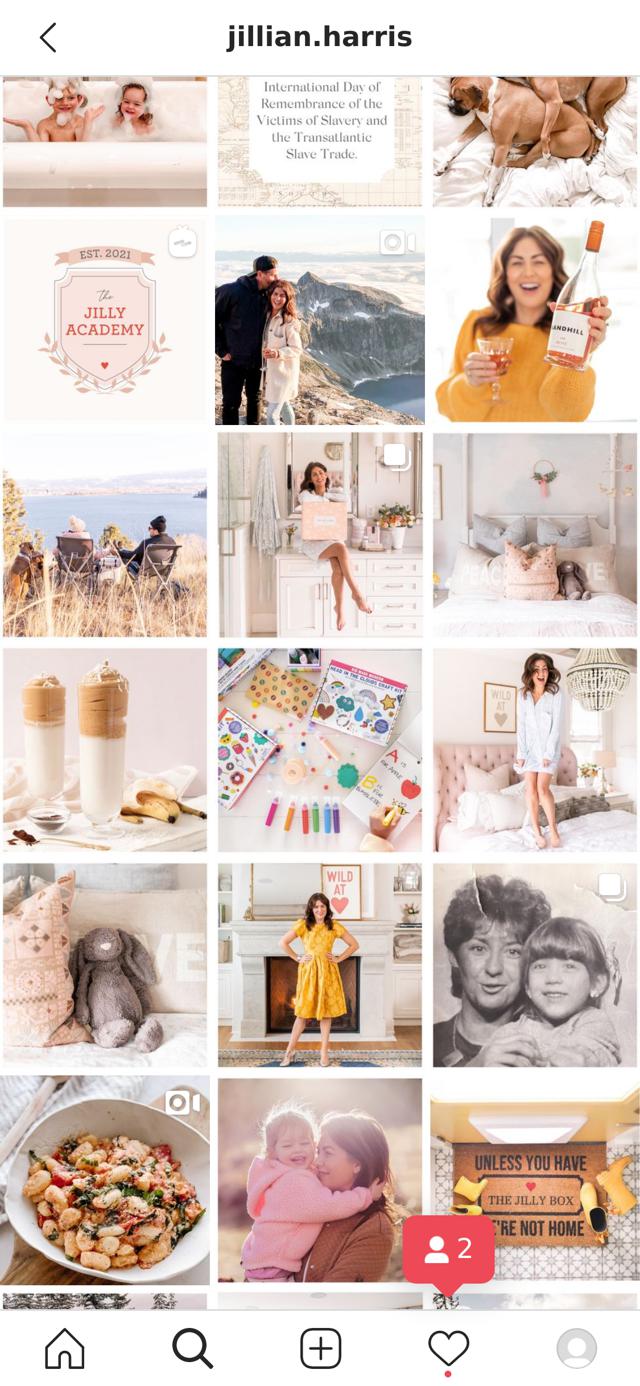 jillian.harris
International Day of
Remembrance of the
Victims of Slavery and
the Transatlantic
Slave Trade.
EST. 2021
the
JILLY
ACADEMY
ANDHILL
PEACE
HEAD IN THE CLOUDS CRAFT KIT
A IS
B IS
WILD
AT
WILD
AT
UNLESS YOU HAVE
THE JILLY BOX
E'RE NOT HOME
2